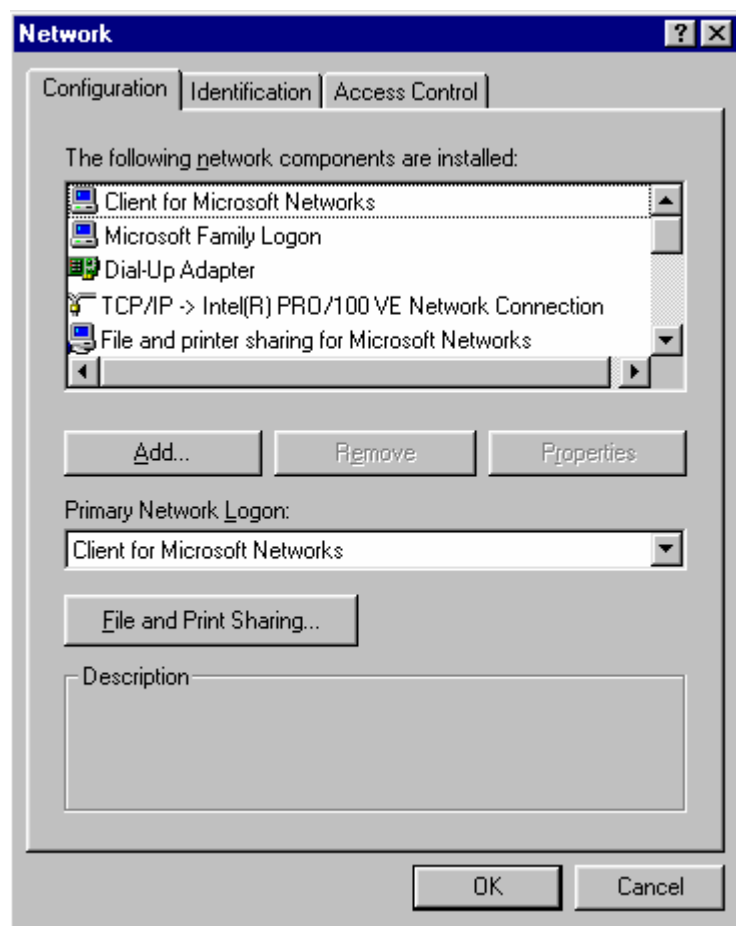 Network
Configuration Identification Access Control
The following network components are installed:
Client for Microsoft Networks
Microsoft Family Logon
Dial-Up Adapter
TCP/IP -> Intel(R) PRO/100 VE Network Connection
File and printer sharing for Microsoft Networks
Add... Remove Properties
Primary Network Logon:
Client for Microsoft Networks
File and Print Sharing...
Description
OK Cancel